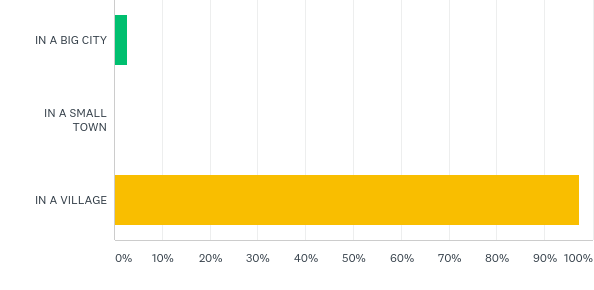 IN A BIG CITY
IN A SMALL
TOWN
IN A VILLAGE
0% 10% 20% 30% 40% 50% 60% 70% 80% 90% 100%